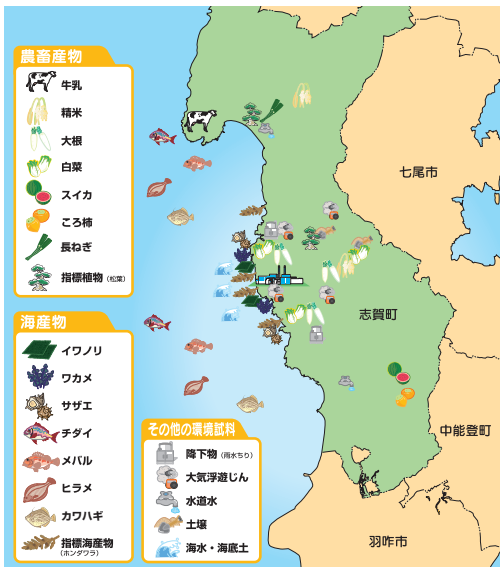 農畜産物
牛乳
精米
大根
白菜
スイカ
ころ柿
長ねぎ
指標植物(松葉)
海産物
イワノリ
ワカメ
サザエ
チダイ
メバル
ヒラメ
カワハギ
指標海産物
(ホンダワラ)
その他の環境試料
降下物(雨水ちり)
大気浮遊じん
水道水
土壌
海水・海底土
七尾市
志賀町
中能登町
羽咋市